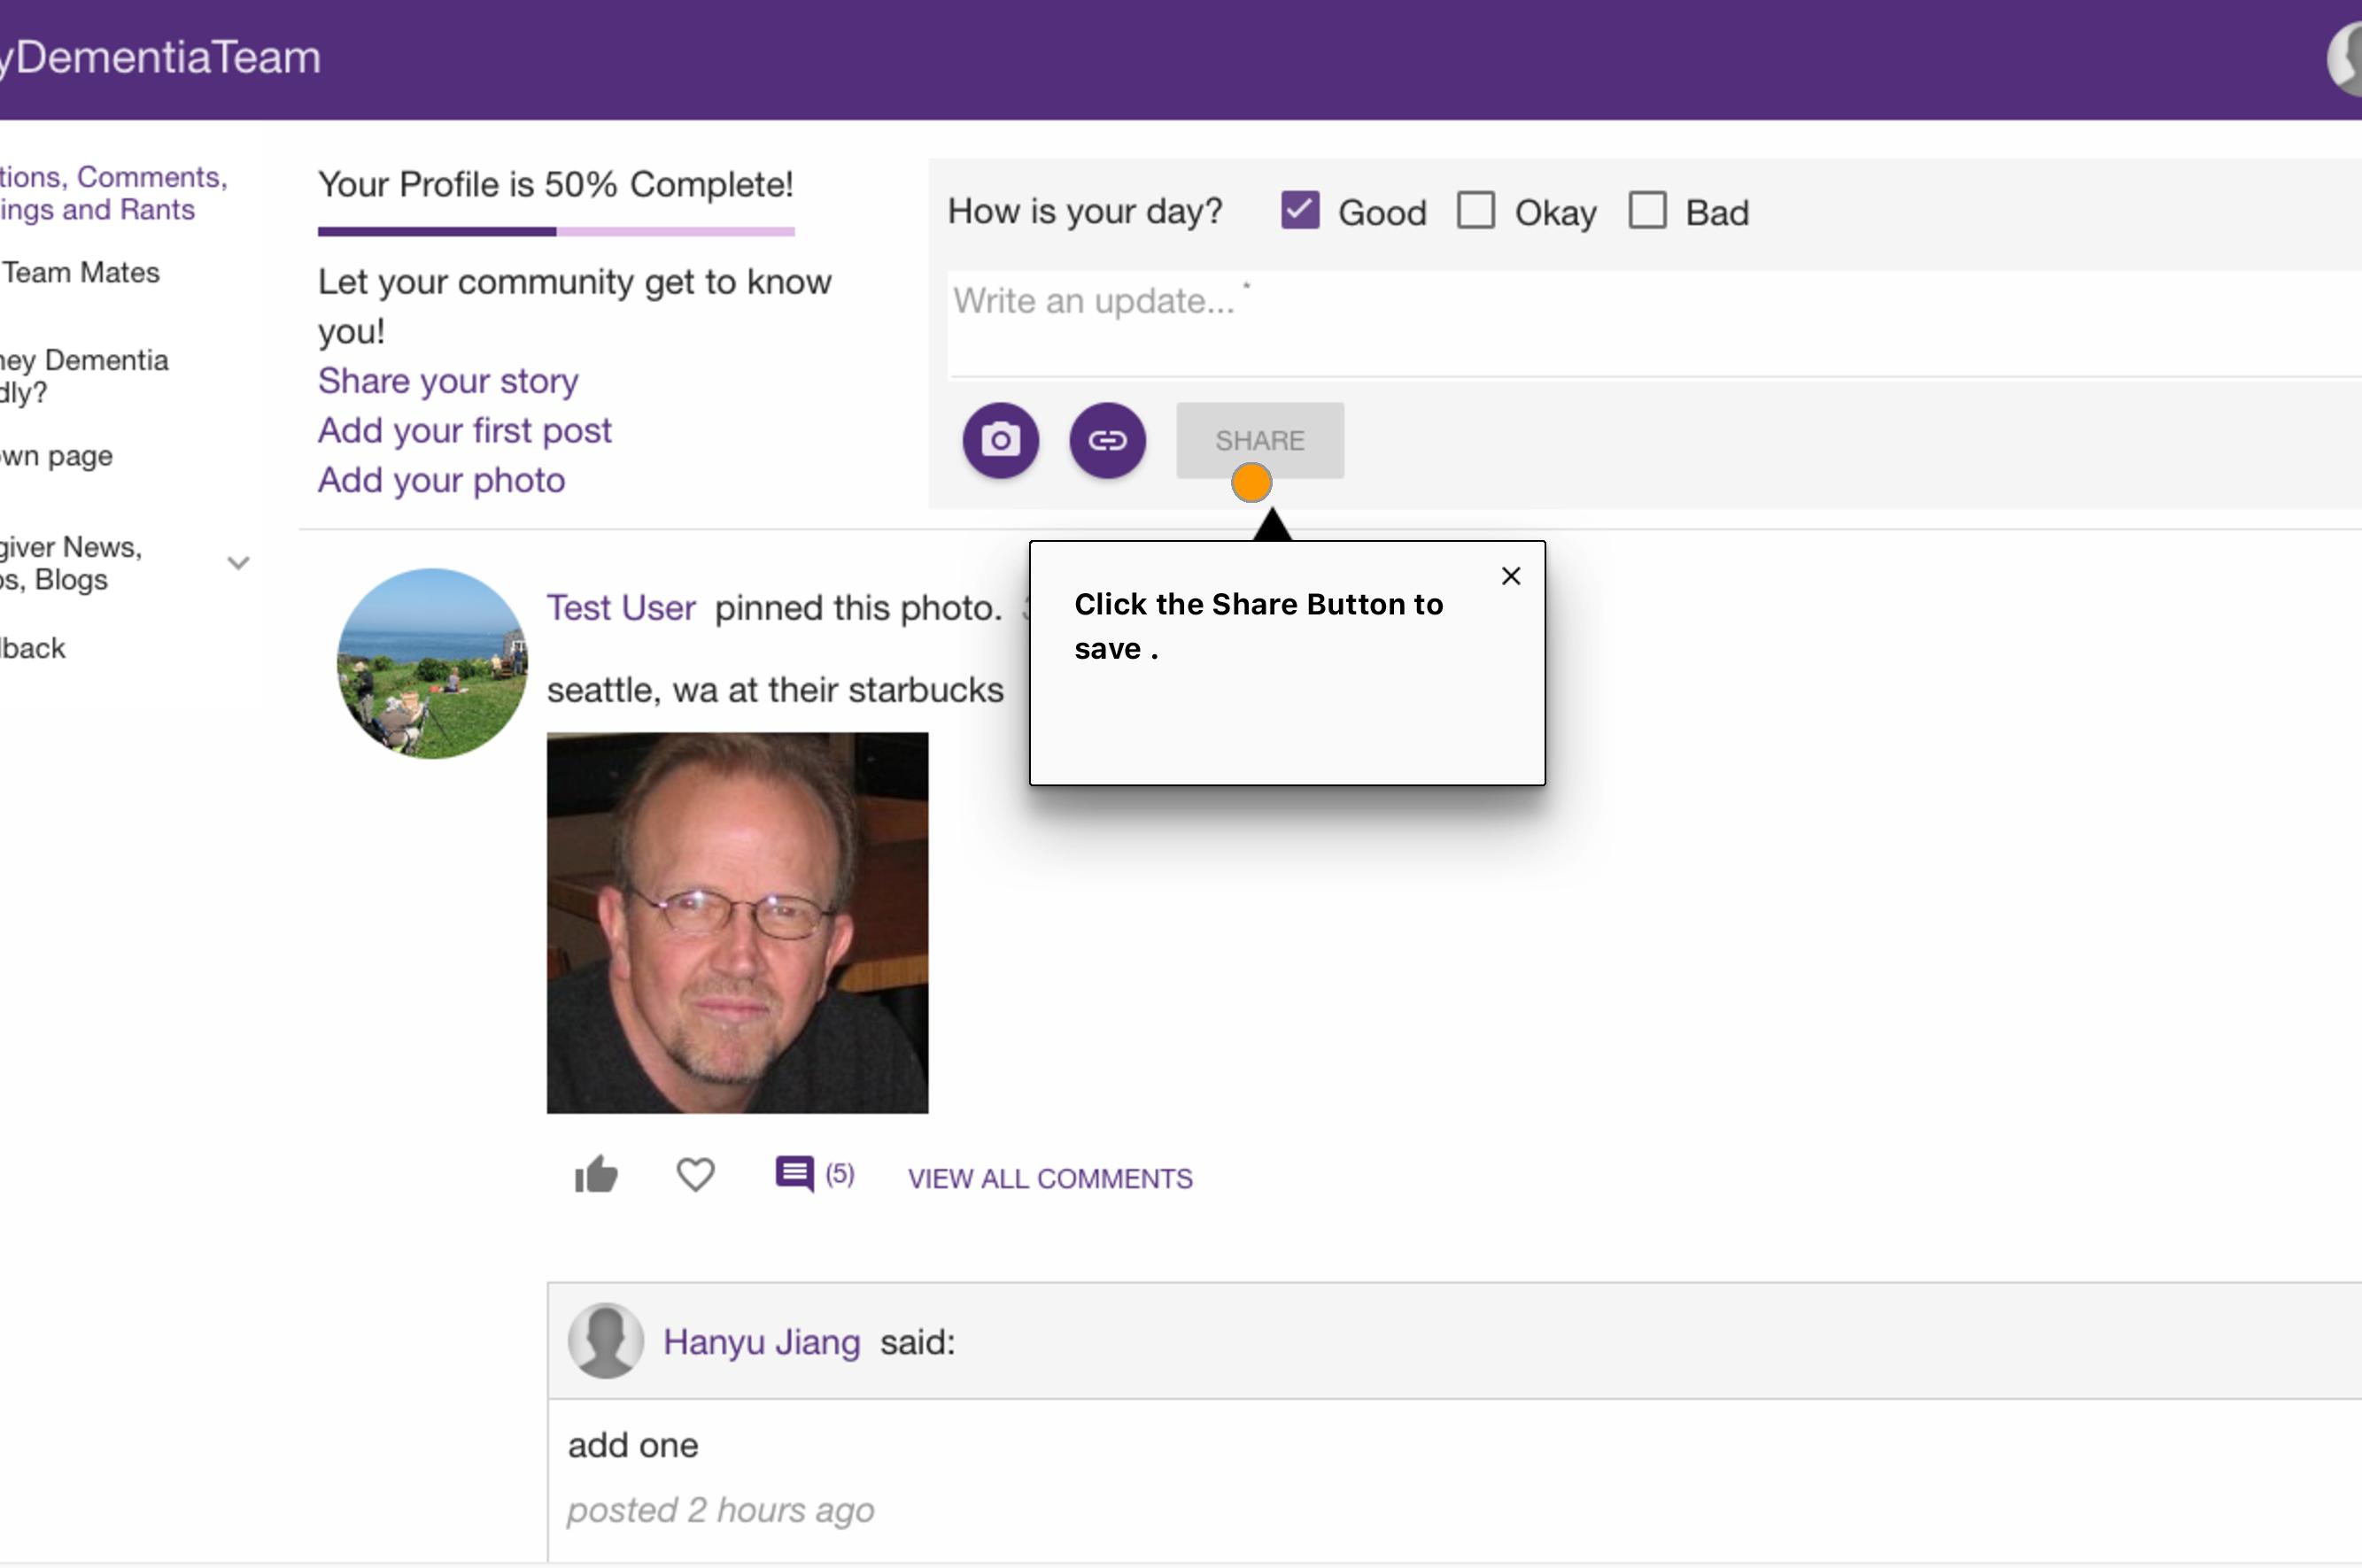 yDementiaTeam
tions, Comments,
ings and Rants
Team Mates
ney Dementia
dly?
own page
giver News,
os, Blogs
lback
Your Profile is 50% Complete!
Let your community get to know
you!
Share your story
Add your first post
Add your photo
How is your day? Good Okay Bad
Write an update... *
SHARE
Click the Share Button to
save .
Test User pinned this photo.
seattle, wa at their starbucks
(5) VIEW ALL COMMENTS
Hanyu Jiang said:
add one
posted 2 hours ago